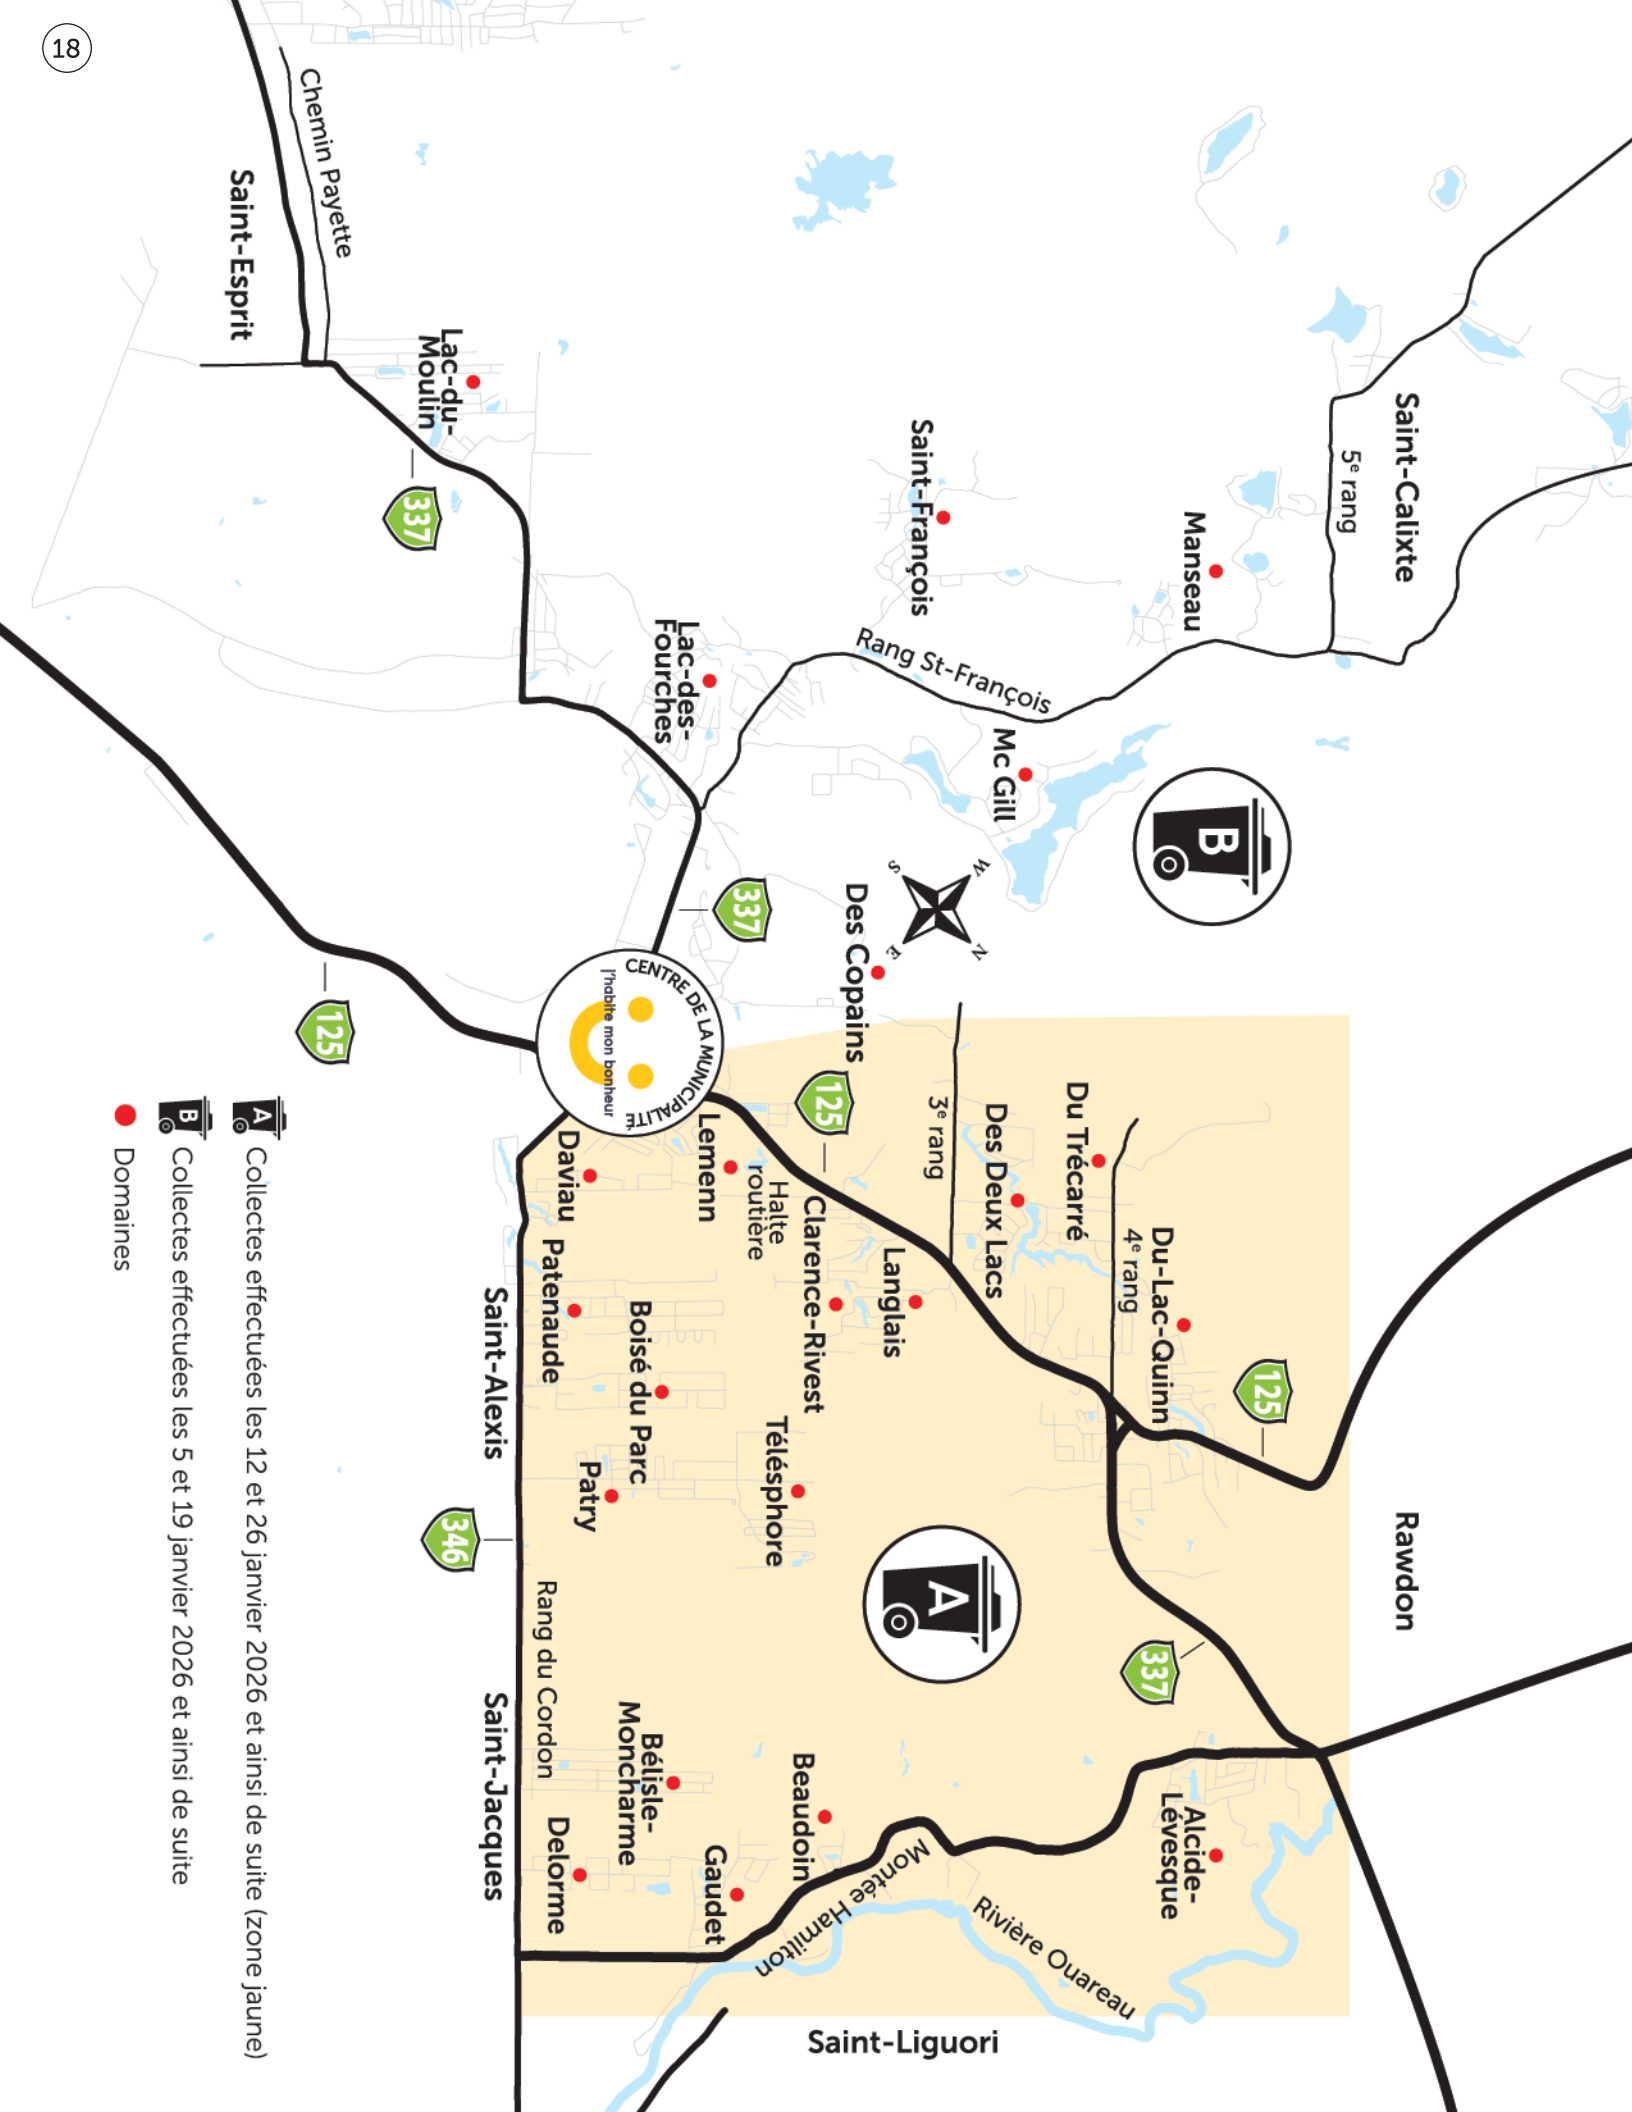 18
Saint-Calixte
5e rang
Manseau
Saint-François
Rang St-François
Mc Gill
B
Lac-des-
Fourches
Lac-du-
Moulin
337
Chemin Payette
Saint-Esprit
337
Des Copains
W
N
S
E
CENTRE DE LA MUNICIPALITÉ
j'habite mon bonheur
125
Rawdon
125
Du-Lac-Quinn
4e rang
Du Trécarré
Des Deux Lacs
3e rang
125
Langlais
Clarence-Rivest
Halte
routière
Lemenn
Daviau
Patenaude
Boisé du Parc
Patry
Télésphore
A
337
Alcide-
Lévesque
Rivière Ouareau
Montée Hamilton
Beaudoin
Gaudet
Bélisle-
Moncharme
Delorme
Rang du Cordon
Saint-Alexis
346
Saint-Jacques
Saint-Liguori
A Collectes effectuées les 12 et 26 janvier 2026 et ainsi de suite (zone jaune)
B Collectes effectuées les 5 et 19 janvier 2026 et ainsi de suite
Domaines